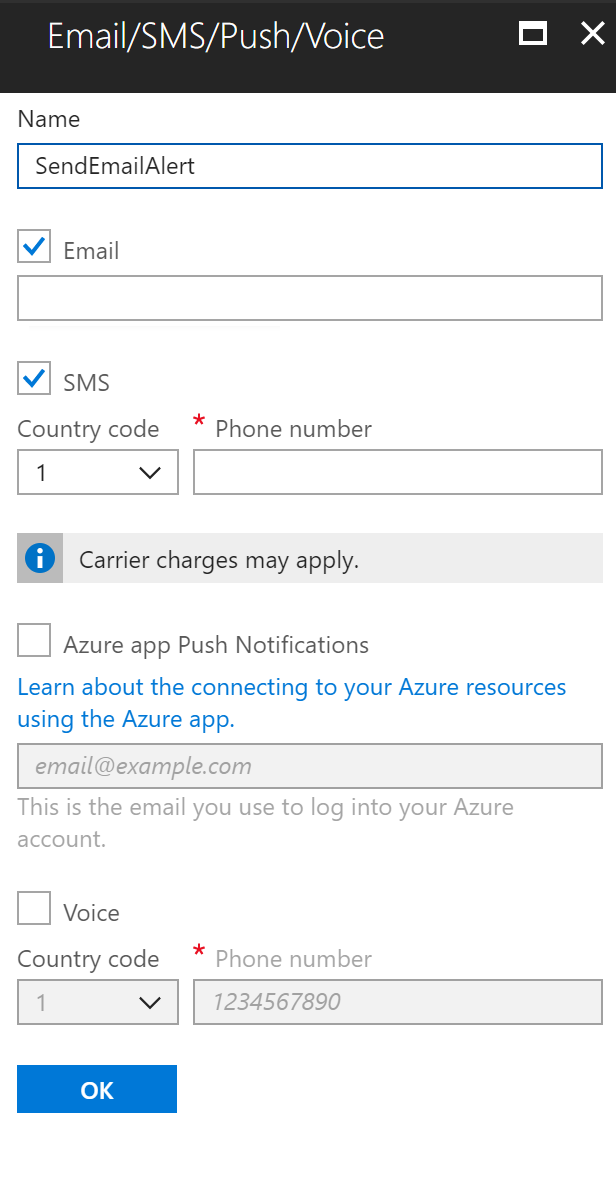 Email/SMS/Push/Voice
Name
SendEmailAlert
Email
SMS
Country code * Phone number
1
Carrier charges may apply.
Azure app Push Notifications
Learn about the connecting to your Azure resources
using the Azure app.
email@example.com
This is the email you use to log into your Azure
account.
Voice
Country code * Phone number
1 1234567890
OK